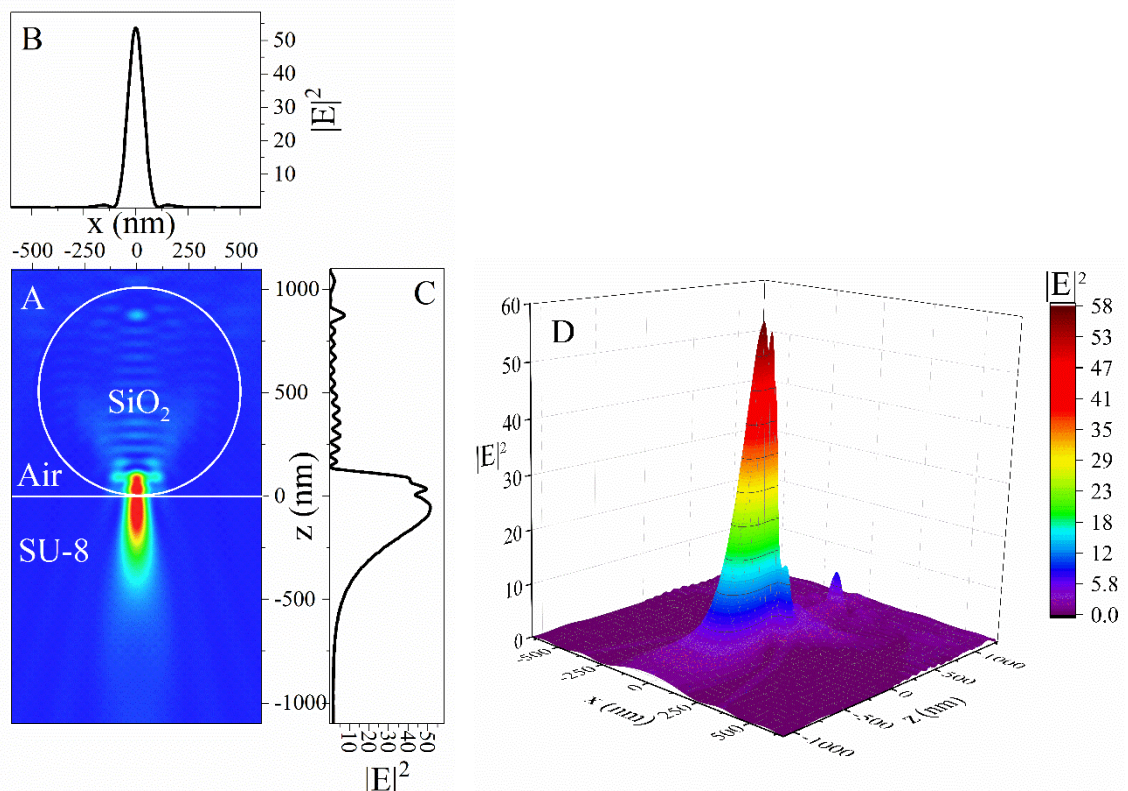 B
50
40
30
20
10
|E|²
x (nm)
-500 -250 0 250 500
A
SiO₂
Air
SU-8
C
1000
500
0
-500
-1000
z (nm)
10 20 30 40 50
|E|²
D
60
50
40
30
20
10
0
|E|²
-500 -250 0 250 500
x (nm)
-1000 -500 0 500 1000
z (nm)
|E|²
58
53
47
41
35
29
23
18
12
5.8
0.0